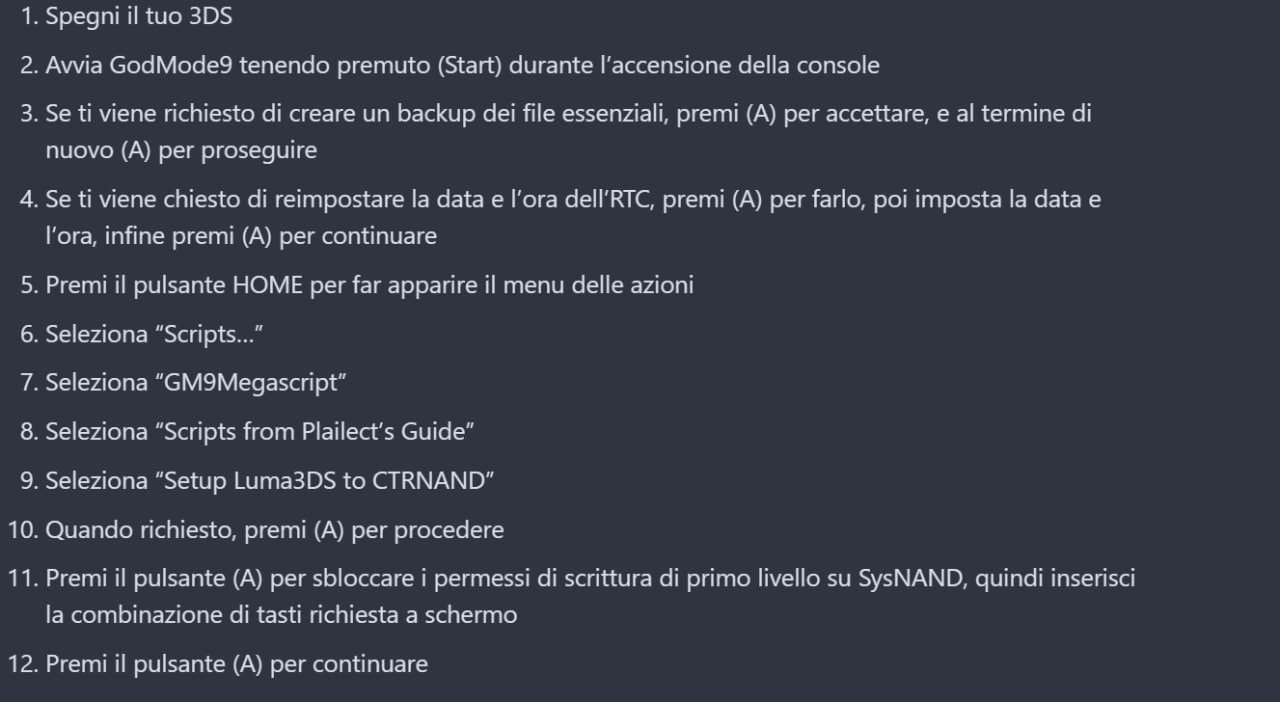 1. Spegni il tuo 3DS
2. Avvia GodMode9 tenendo premuto (Start) durante l’accensione della console
3. Se ti viene richiesto di creare un backup dei file essenziali, premi (A) per accettare, e al termine di
nuovo (A) per proseguire
4. Se ti viene chiesto di reimpostare la data e l’ora dell’RTC, premi (A) per farlo, poi imposta la data e
l’ora, infine premi (A) per continuare
5. Premi il pulsante HOME per far apparire il menu delle azioni
6. Seleziona “Scripts…”
7. Seleziona “GM9Megascript”
8. Seleziona “Scripts from Plailect’s Guide”
9. Seleziona “Setup Luma3DS to CTRNAND”
10. Quando richiesto, premi (A) per procedere
11. Premi il pulsante (A) per sbloccare i permessi di scrittura di primo livello su SysNAND, quindi inserisci
la combinazione di tasti richiesta a schermo
12. Premi il pulsante (A) per continuare